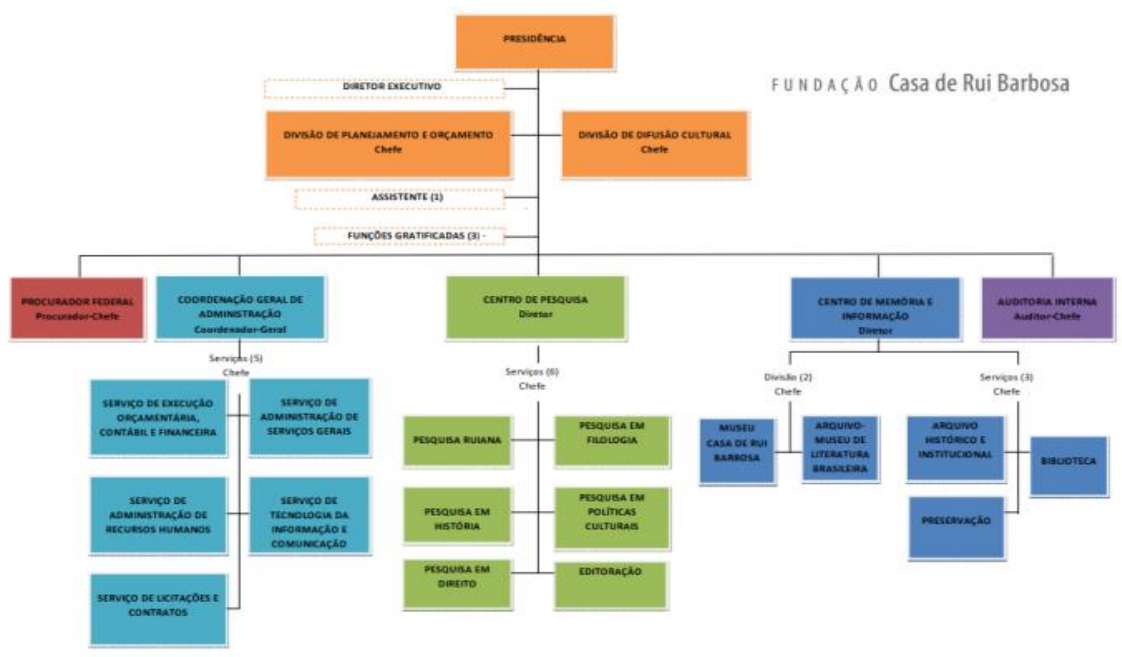 PRESIDÊNCIA
FUNDAÇÃO Casa de Rui Barbosa
DIRETOR EXECUTIVO
DIVISÃO DE PLANEJAMENTO E ORÇAMENTO
Chefe
DIVISÃO DE DIFUSÃO CULTURAL
Chefe
ASSISTENTE (1)
FUNÇÕES GRATIFICADAS (3) -
PROCURADOR FEDERAL
Procurador-Chefe
COORDENAÇÃO GERAL DE
ADMINISTRAÇÃO
Coordenador-Geral
CENTRO DE PESQUISA
Diretor
CENTRO DE MEMÓRIA E
INFORMAÇÃO
Diretor
AUDITORIA INTERNA
Auditor-Chefe
Serviços (5)
Chefe
SERVIÇO DE EXECUÇÃO
ORÇAMENTÁRIA,
CONTÁBIL E FINANCEIRA
SERVIÇO DE
ADMINISTRAÇÃO DE
SERVIÇOS GERAIS
SERVIÇO DE
ADMINISTRAÇÃO DE
RECURSOS HUMANOS
SERVIÇO DE
TECNOLOGIA DA
INFORMAÇÃO E
COMUNICAÇÃO
SERVIÇO DE LICITAÇÕES E
CONTRATOS
Serviços (6)
Chefe
PESQUISA RUIANA
PESQUISA EM
FILOLOGIA
PESQUISA EM
HISTÓRIA
PESQUISA EM
POLÍTICAS
CULTURAIS
PESQUISA EM
DIREITO
EDITORAÇÃO
Divisão (2)
Chefe
MUSEU
CASA DE RUI
BARBOSA
ARQUIVO-
MUSEU DE
LITERATURA
BRASILEIRA
Serviços (3)
Chefe
ARQUIVO
HISTÓRICO E
INSTITUCIONAL
BIBLIOTECA
PRESERVAÇÃO